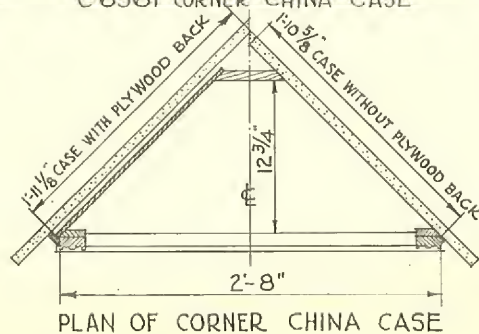 C6581 CORNER CHINA CASE
1'-11 1/8" CASE WITH PLYWOOD BACK
1'-10 5/8" CASE WITHOUT PLYWOOD BACK
12 3/4"
℄
2'-8"
PLAN OF CORNER CHINA CASE